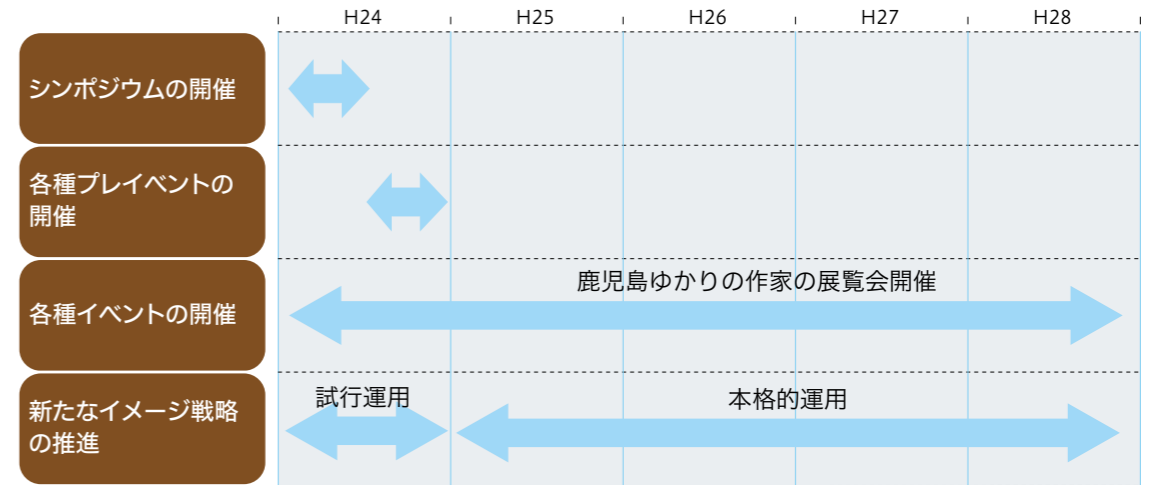 H24 H25 H26 H27 H28
シンポジウムの開催
各種プレイベントの
開催
各種イベントの開催
鹿児島ゆかりの作家の展覧会開催
新たなイメージ戦略
の推進
試行運用
本格的運用